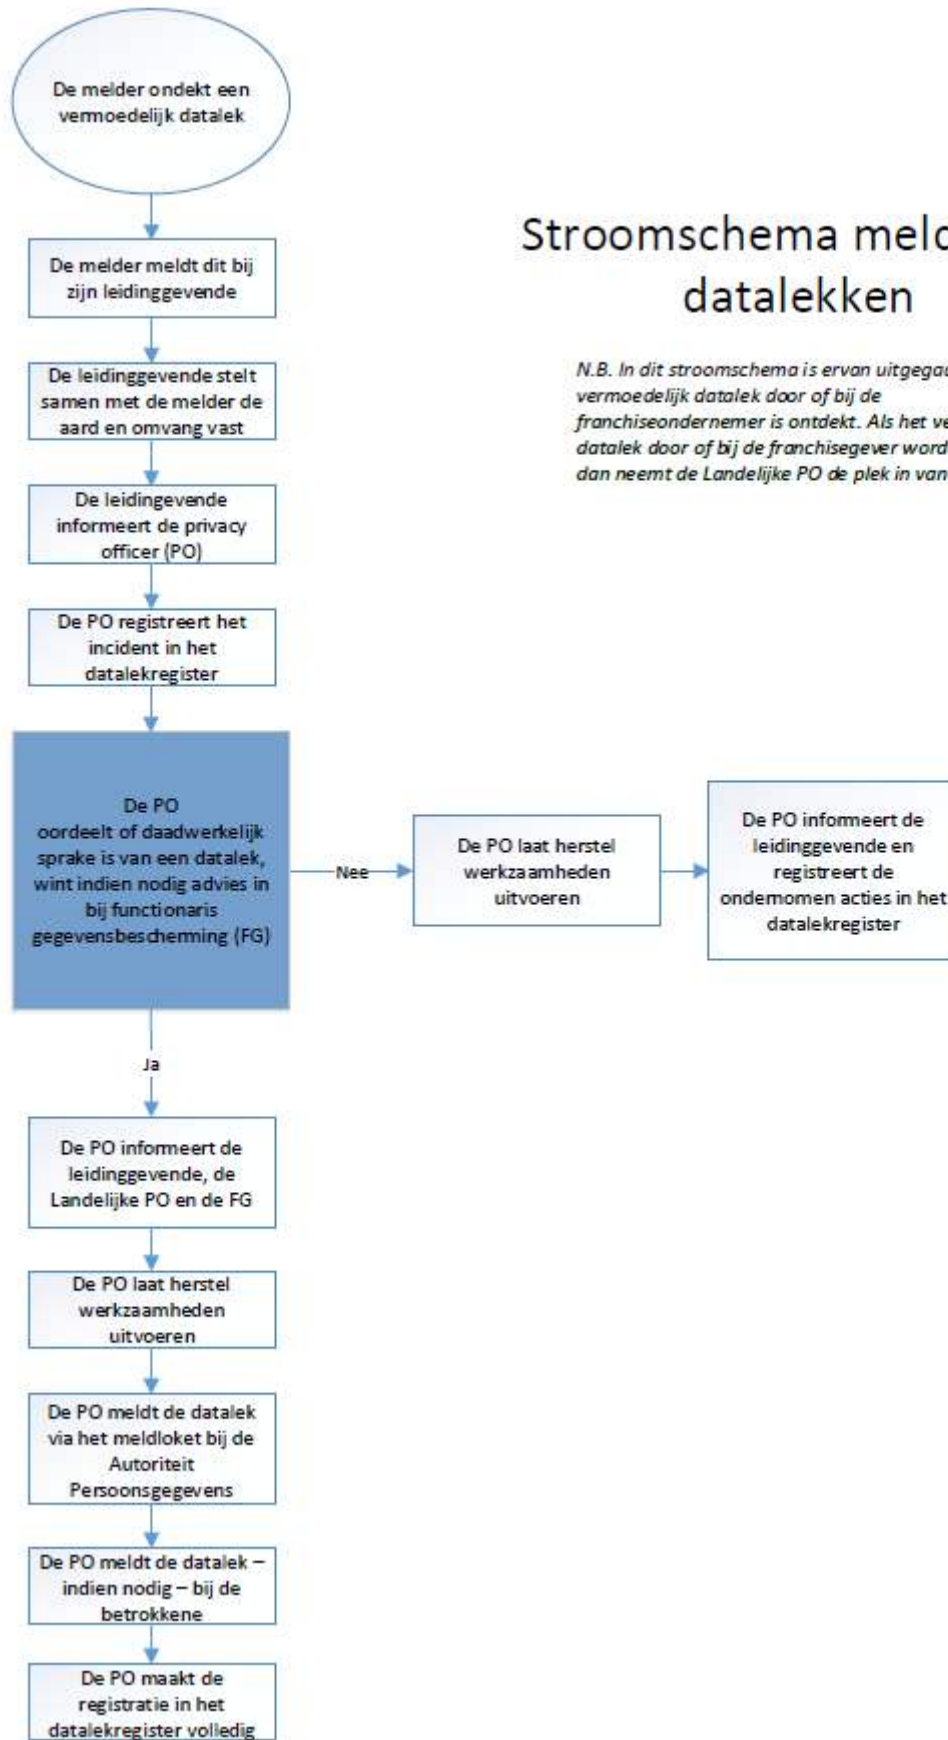 De melder ondekt een
vermoedelijk datalek
De melder meldt dit bij
zijn leidinggevende
De leidinggevende stelt
samen met de melder de
aard en omvang vast
De leidingevende
informeert de privacy
officer (PO)
De PO registreert het
incident in het
datalekregister
De PO
oordeelt of daadwerkelijk
sprake is van een datalek,
wint indien nodig advies in
bij functionaris
gegevensbescherming (FG)
Nee
De PO laat herstel
werkzaamheden
uitvoeren
De PO informeert de
leidinggevende en
registreert de
ondernomen acties in het
datalekregister
Ja
De PO informeert de
leidinggevende, de
Landelijke PO en de FG
De PO laat herstel
werkzaamheden
uitvoeren
De PO meldt de datalek
via het meldloket bij de
Autoriteit
Persoonsgegevens
De PO meldt de datalek –
indien nodig – bij de
betrokkene
De PO maakt de
registratie in het
datalekregister volledig
Stroomschema
datalekken
N.B. In dit stroomschema is ervan
vermoedelijk datalek door of bij de
franchiseondernemer is ontdekt. Als het
datalek door of bij de franchisegever
dan neemt de Landelijke PO de plek in van